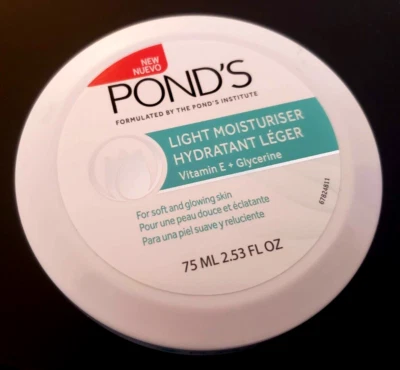 NEW
NUEVO
POND'S
FORMULATED BY THE POND'S INSTITUTE
LIGHT MOISTURISER
HYDRATANT LÉGER
Vitamin E + Glycerine
For soft and glowing skin
Pour une peau douce et éclatante
Para una piel suave y reluciente
75 ML 2.53 FL OZ
67824811